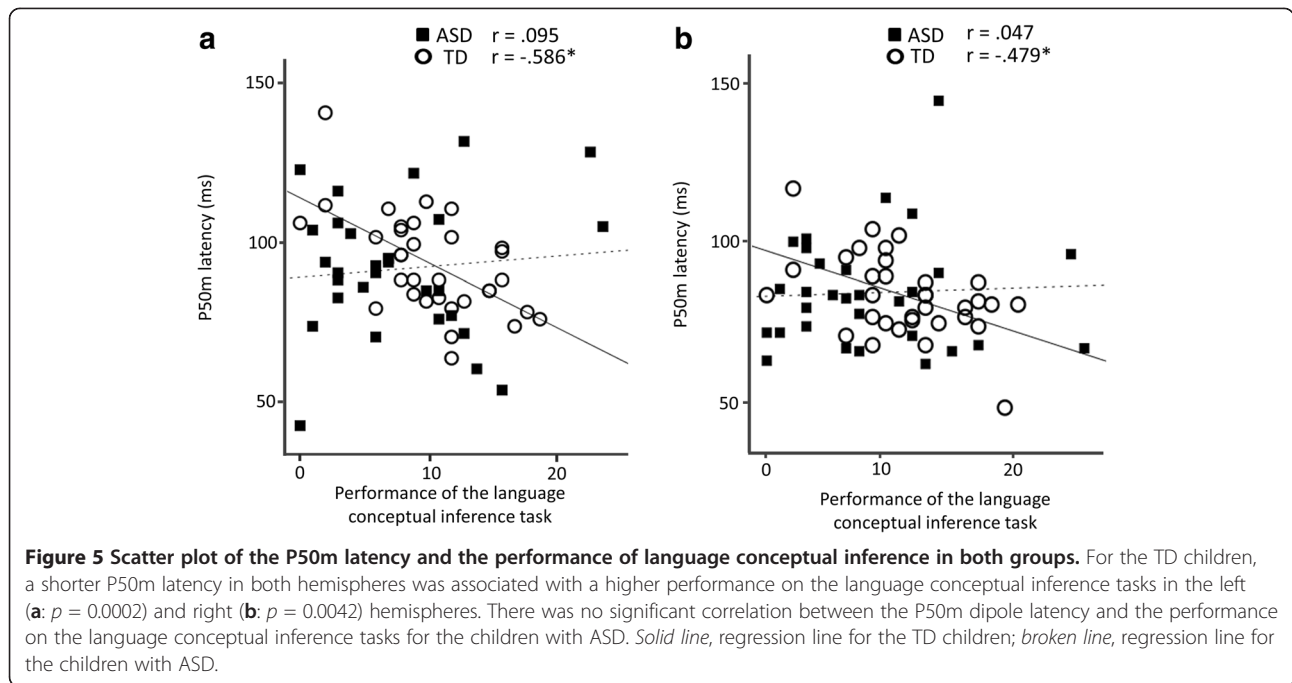 a
■ ASD r = .095
○ TD r = -.586*
150
100
50
P50m latency (ms)
0 10 20
Performance of the language
conceptual inference task
b
■ ASD r = .047
○ TD r = -.479*
150
100
50
P50m latency (ms)
0 10 20
Performance of the language
conceptual inference task
Figure 5 Scatter plot of the P50m latency and the performance of language conceptual inference in both groups. For the TD children,
a shorter P50m latency in both hemispheres was associated with a higher performance on the language conceptual inference tasks in the left
(a: p = 0.0002) and right (b: p = 0.0042) hemispheres. There was no significant correlation between the P50m dipole latency and the performance
on the language conceptual inference tasks for the children with ASD. Solid line, regression line for the TD children; broken line, regression line for
the children with ASD.